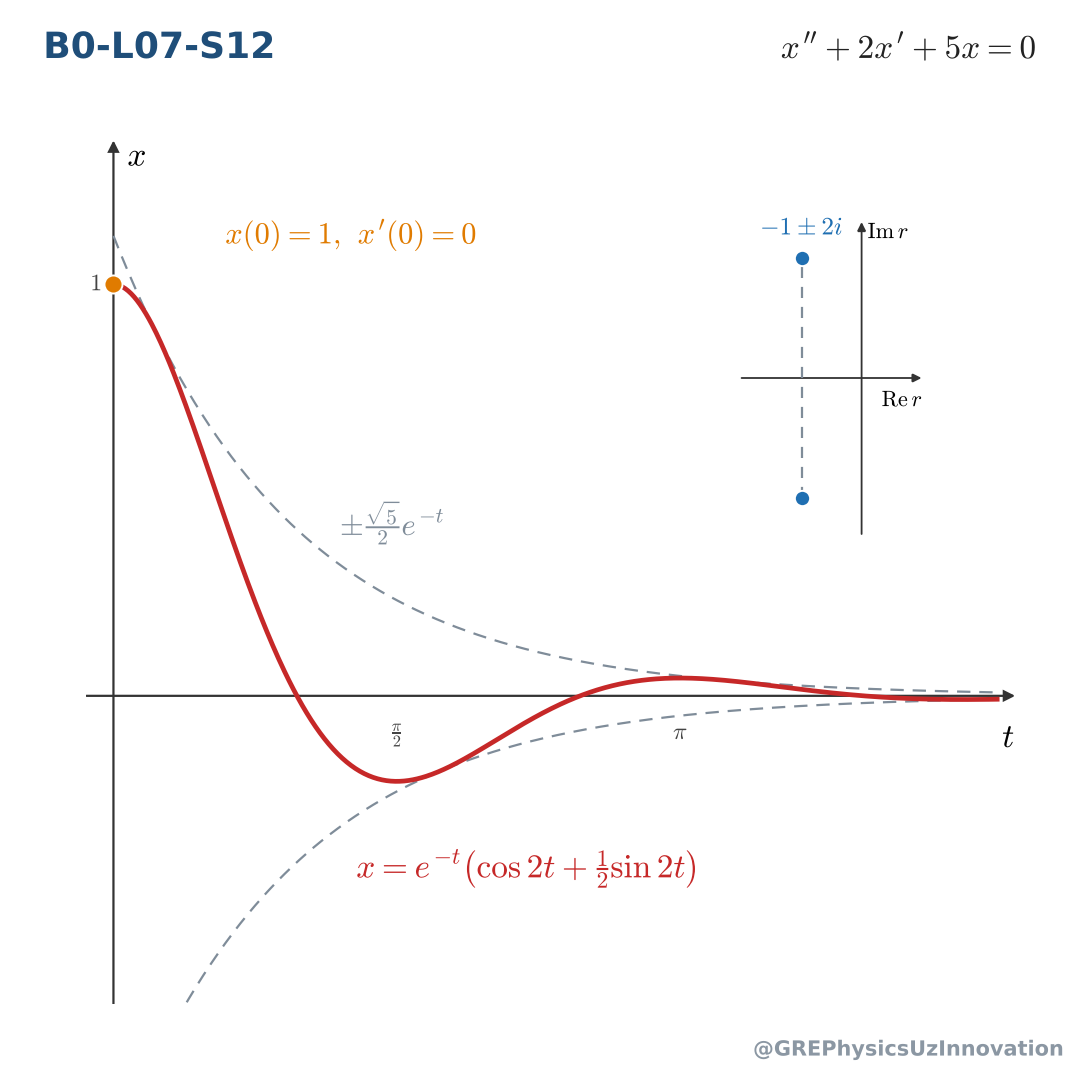 B0-L07-S12
x'' + 2x' + 5x = 0
x
x(0) = 1, x'(0) = 0
-1 ± 2i
Im r
1
Re r
±√5/2 e^{-t}
π/2
π
t
x = e^{-t}(cos 2t + 1/2 sin 2t)
@GREPhysicsUzInnovation